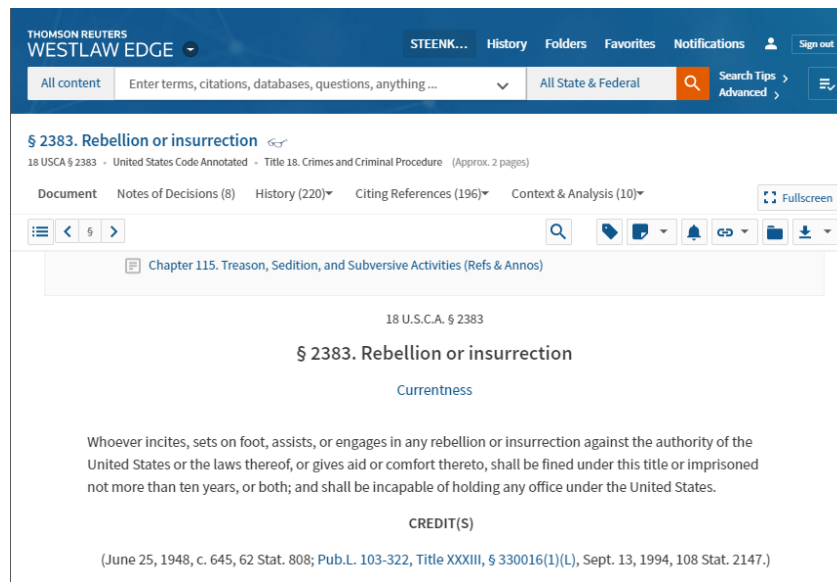 THOMSON REUTERS
WESTLAW EDGE
STEENK... History Folders Favorites Notifications Sign out
All content Enter terms, citations, databases, questions, anything ... All State & Federal Search Tips
Advanced
§ 2383. Rebellion or insurrection
18 USCA § 2383 • United States Code Annotated • Title 18. Crimes and Criminal Procedure (Approx. 2 pages)
Document Notes of Decisions (8) History (220) Citing References (196) Context & Analysis (10)
Fullscreen
§
Chapter 115. Treason, Sedition, and Subversive Activities (Refs & Annos)
18 U.S.C.A. § 2383
§ 2383. Rebellion or insurrection
Currentness
Whoever incites, sets on foot, assists, or engages in any rebellion or insurrection against the authority of the
United States or the laws thereof, or gives aid or comfort thereto, shall be fined under this title or imprisoned
not more than ten years, or both; and shall be incapable of holding any office under the United States.
CREDIT(S)
(June 25, 1948, c. 645, 62 Stat. 808; Pub.L. 103-322, Title XXXIII, § 330016(1)(L), Sept. 13, 1994, 108 Stat. 2147.)